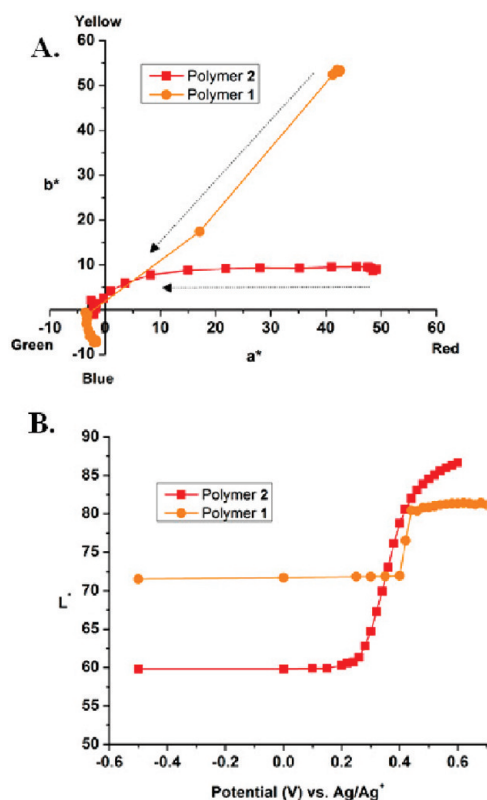 A.
Yellow
60
50
40
30
20
10
0
-10
b*
Polymer 2
Polymer 1
-10 0 10 20 30 40 50 60
Green
a*
Red
Blue
B.
90
85
80
75
70
65
60
55
50
L*
Polymer 2
Polymer 1
-0.6 -0.4 -0.2 0.0 0.2 0.4 0.6
Potential (V) vs. Ag/Ag+